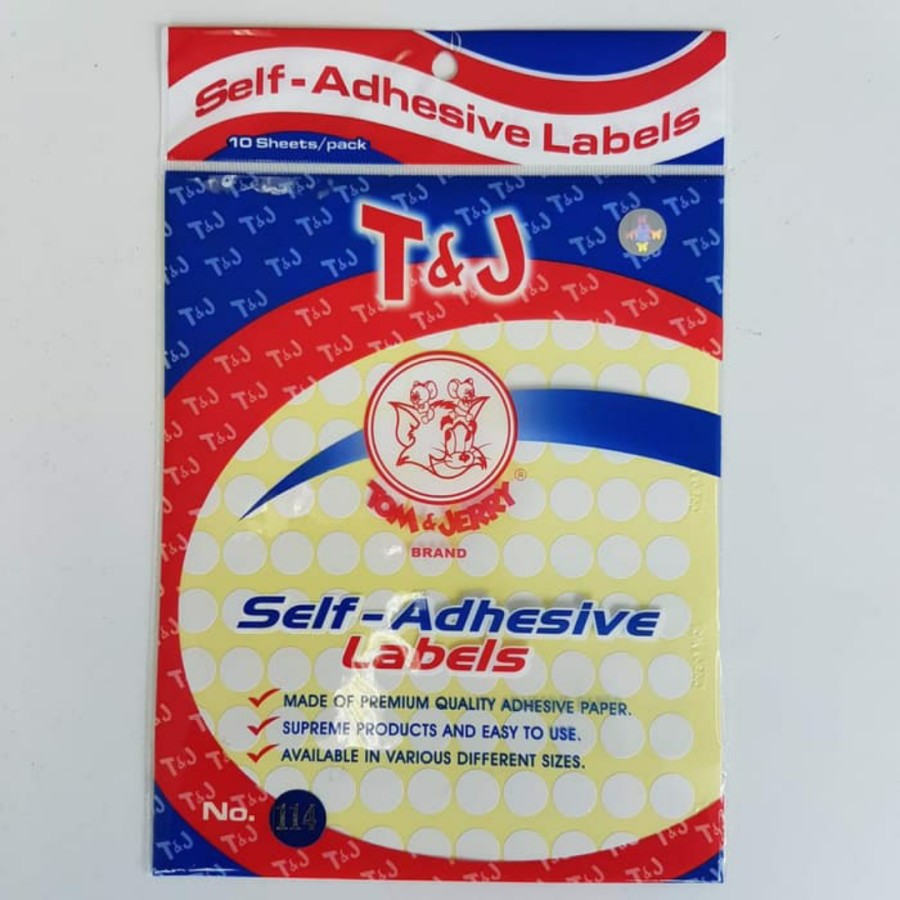 Self-Adhesive Labels
10 Sheets/pack
T&J
TOM & JERRY ®
BRAND
Self-Adhesive
Labels
MADE OF PREMIUM QUALITY ADHESIVE PAPER.
SUPREME PRODUCTS AND EASY TO USE.
AVAILABLE IN VARIOUS DIFFERENT SIZES.
No. 114